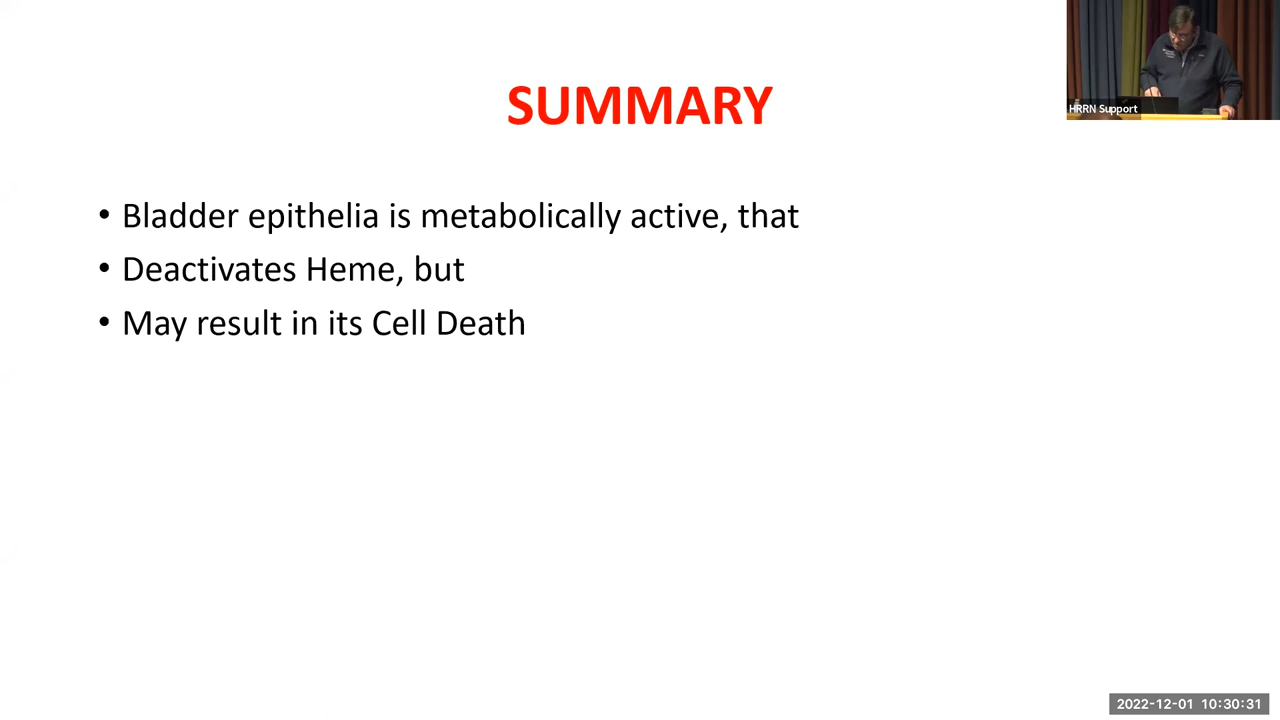 SUMMARY
• Bladder epithelia is metabolically active, that
• Deactivates Heme, but
• May result in its Cell Death
HRRN Support
2022-12-01 10:30:31